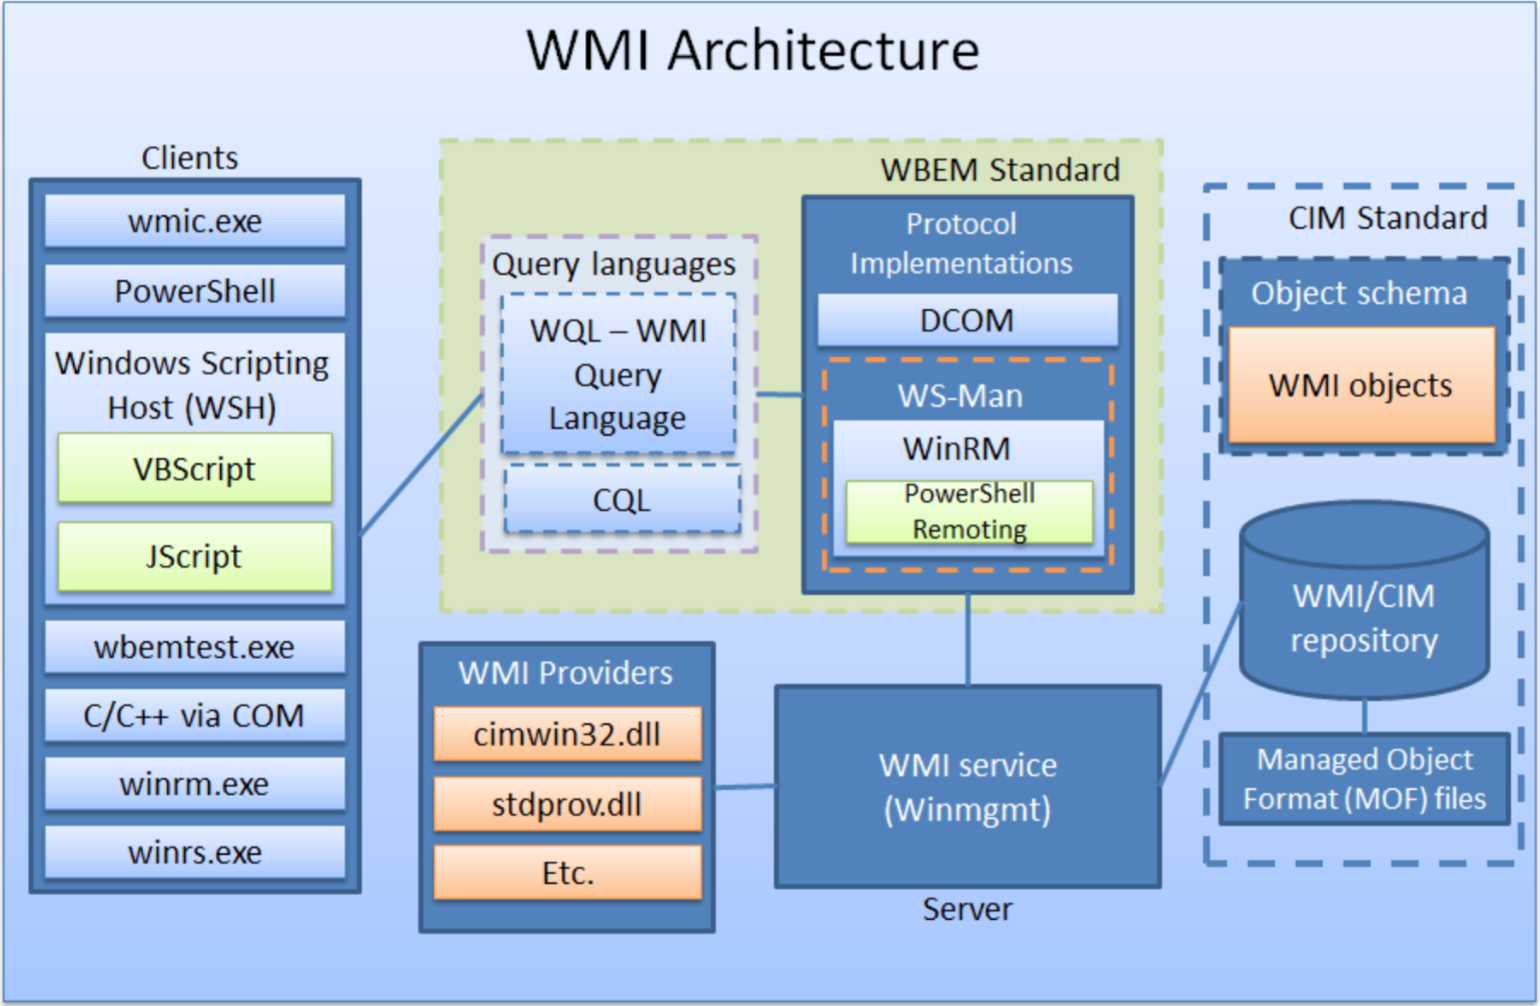 WMI Architecture
Clients
wmic.exe
PowerShell
Windows Scripting
Host (WSH)
VBScript
JScript
wbemtest.exe
C/C++ via COM
winrm.exe
winrs.exe
WBEM Standard
Query languages
WQL – WMI
Query
Language
CQL
Protocol
Implementations
DCOM
WS-Man
WinRM
PowerShell
Remoting
WMI Providers
cimwin32.dll
stdprov.dll
Etc.
WMI service
(Winmgmt)
Server
CIM Standard
Object schema
WMI objects
WMI/CIM
repository
Managed Object
Format (MOF) files